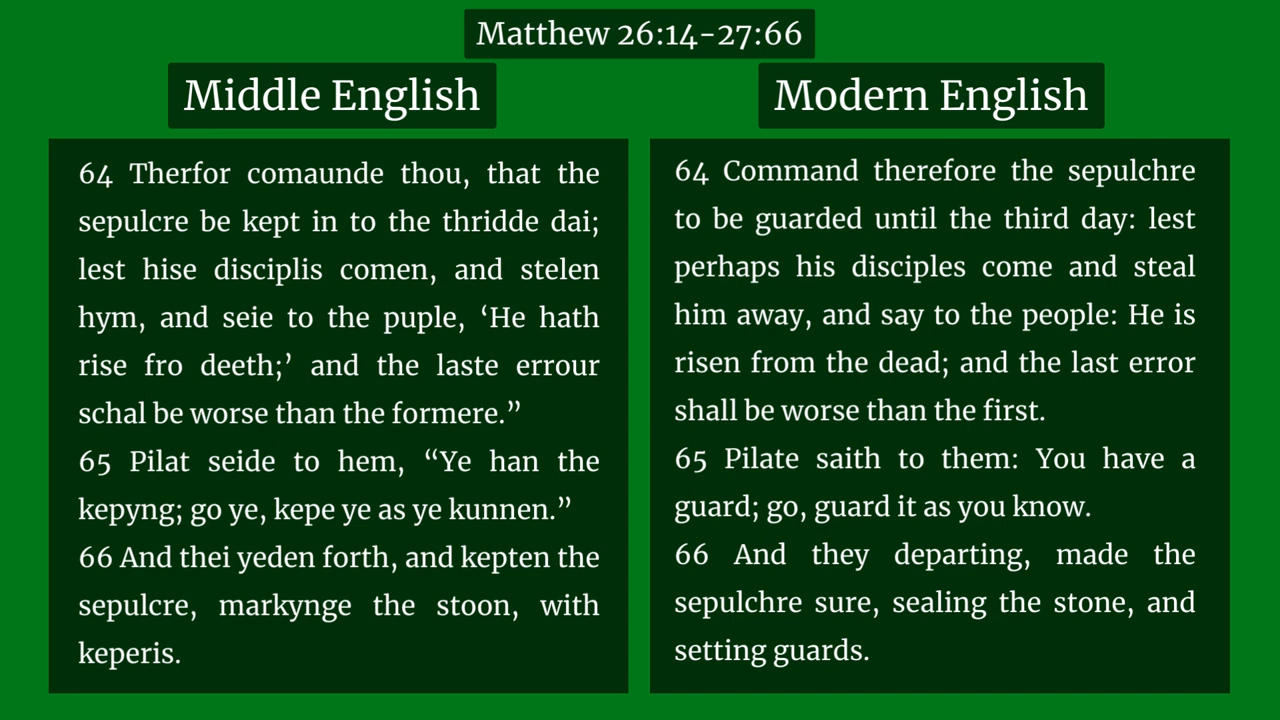 Matthew 26:14-27:66
Middle English
Modern English
64 Therfor comaunde thou, that the
sepulcre be kept in to the thridde dai;
lest hise disciplis comen, and stelen
hym, and seie to the puple, ‘He hath
rise fro deeth;’ and the laste errour
schal be worse than the formere.”
65 Pilat seide to hem, “Ye han the
kepyng; go ye, kepe ye as ye kunnen.”
66 And thei yeden forth, and kepten the
sepulcre, markynge the stoon, with
keperis.
64 Command therefore the sepulchre
to be guarded until the third day: lest
perhaps his disciples come and steal
him away, and say to the people: He is
risen from the dead; and the last error
shall be worse than the first.
65 Pilate saith to them: You have a
guard; go, guard it as you know.
66 And they departing, made the
sepulchre sure, sealing the stone, and
setting guards.